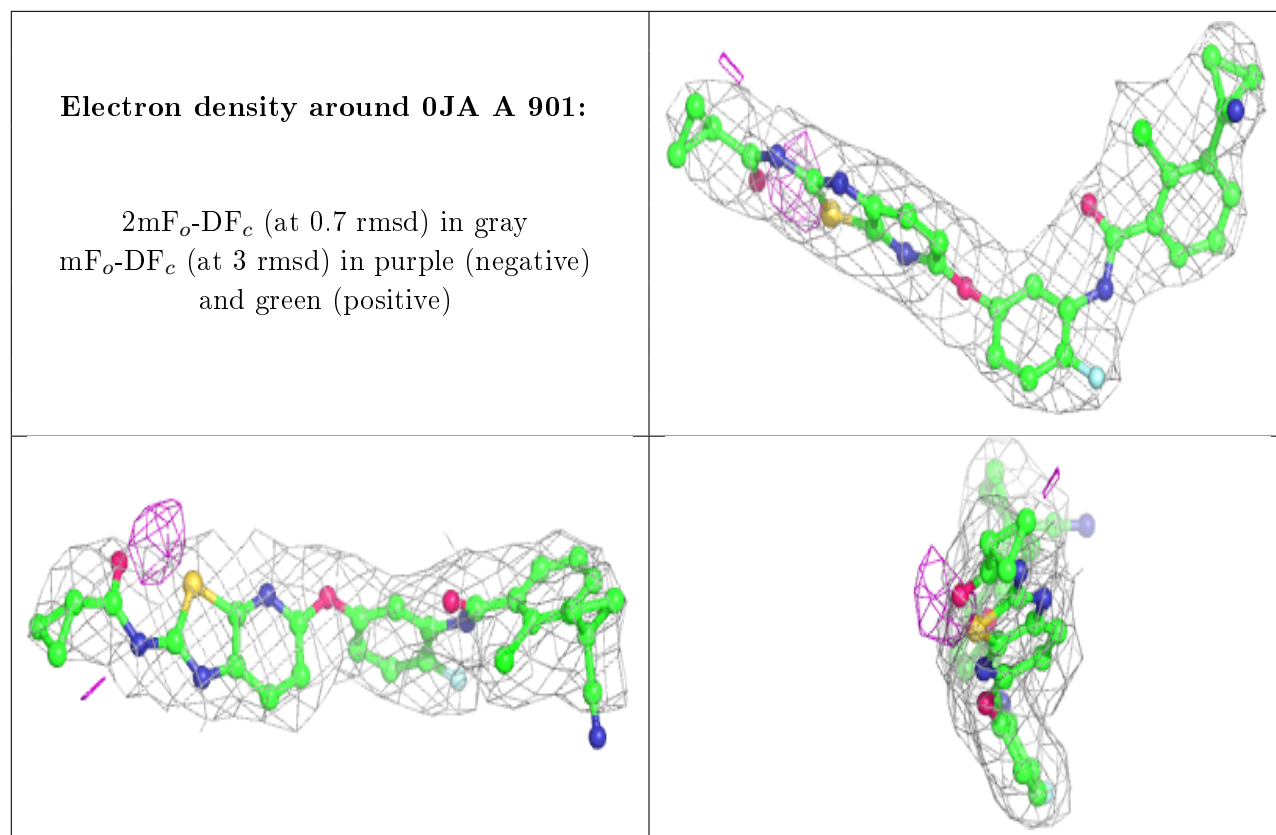 Electron density around 0JA A 901:
2mFₒ-DF𝒸 (at 0.7 rmsd) in gray
mFₒ-DF𝒸 (at 3 rmsd) in purple (negative)
and green (positive)